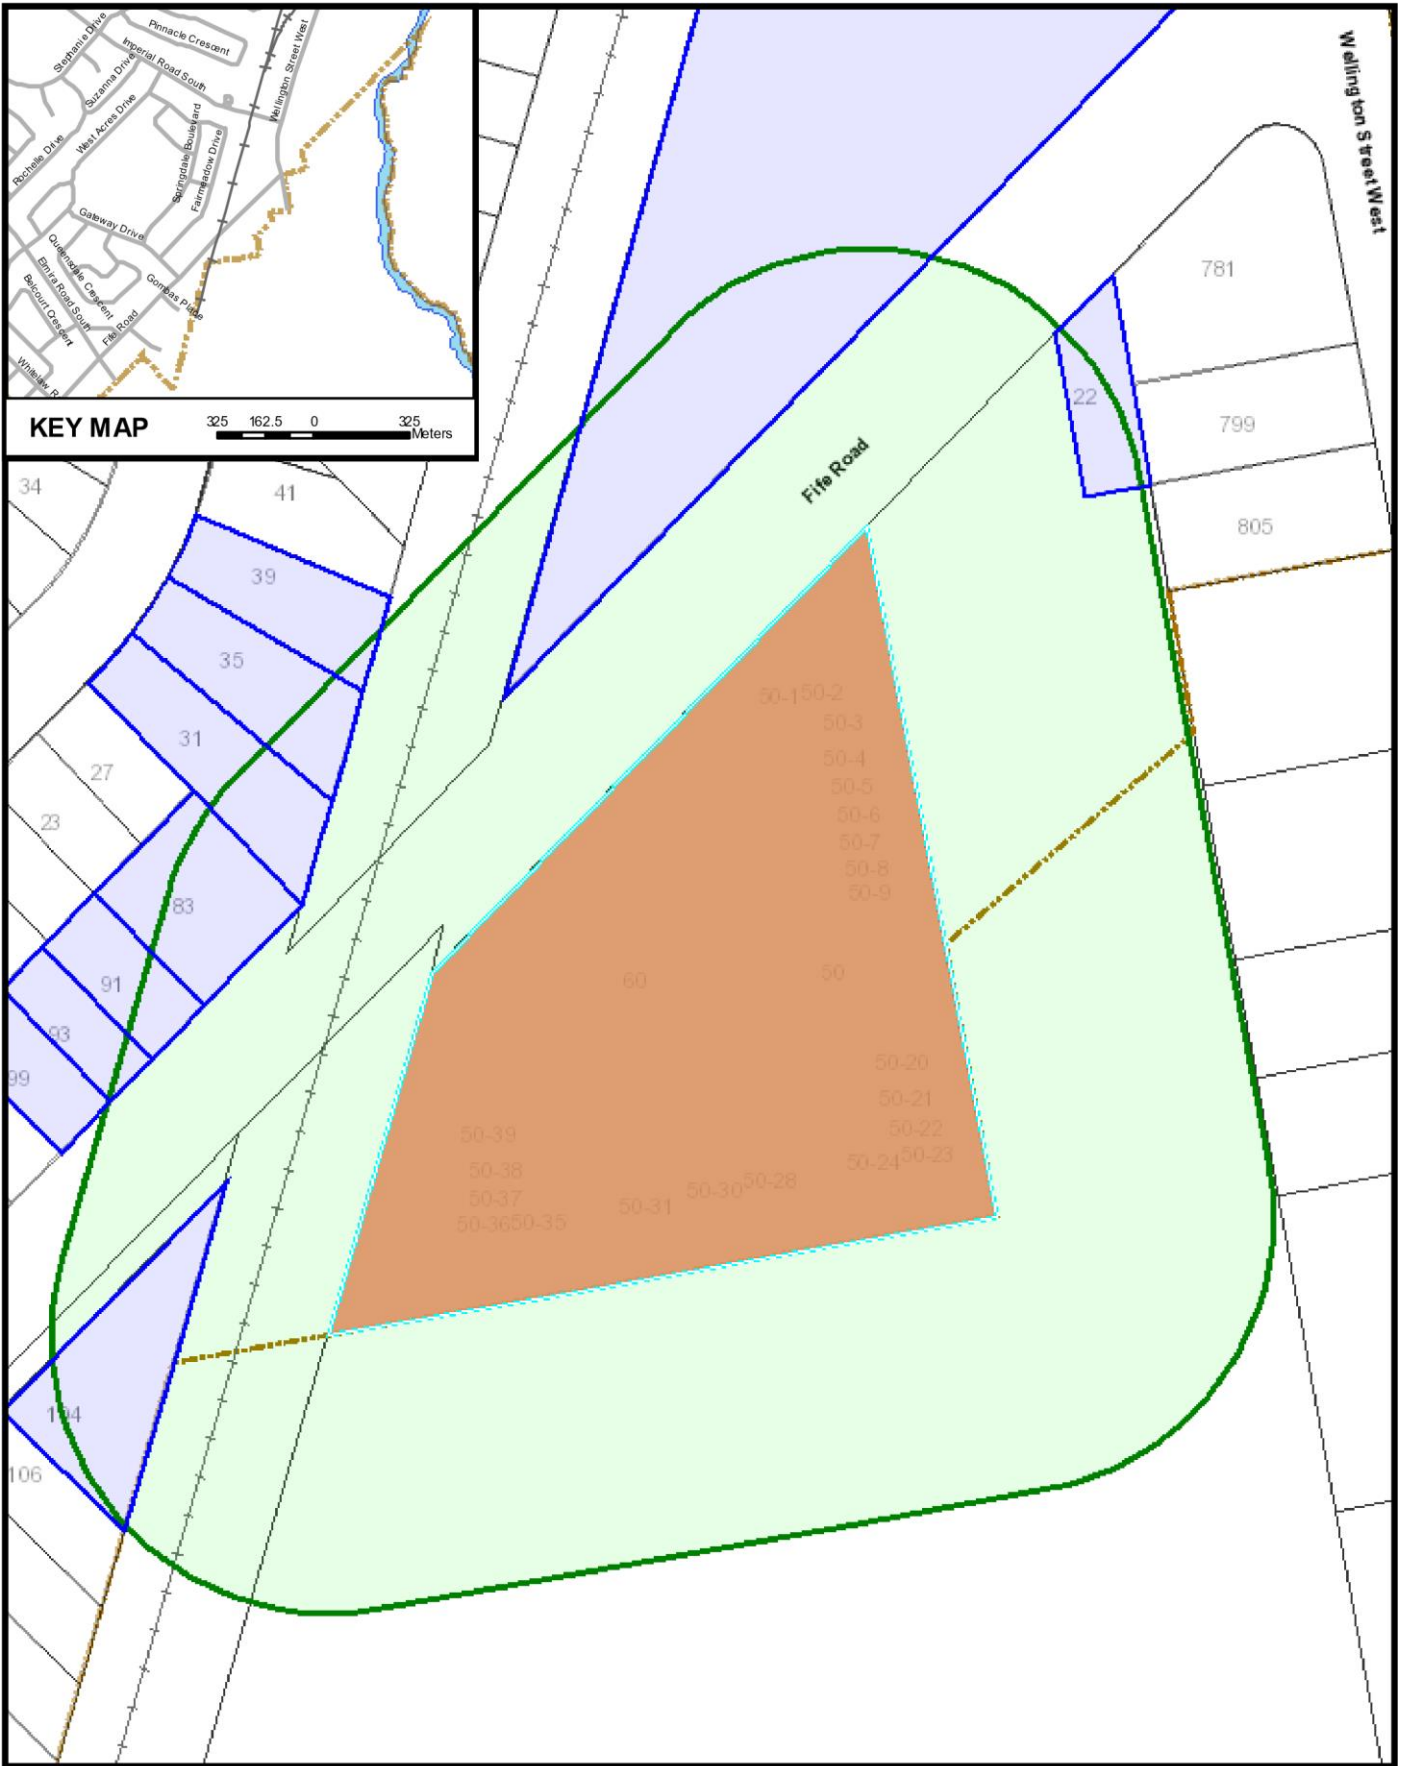 Stephanie Drive
Pinnacle Crescent
Imperial Road South
Wellington Street West
Suzanna Drive
West Acres Drive
Rochelle Drive
Springdale Boulevard
Fairmeadow Drive
Gateway Drive
Queensdale Crescent
Elmira Road South
Belcourt Crescent
Gombas Place
Fife Road
Whitelaw R
KEY MAP
325 162.5 0 325
Meters
Wellington Street West
781
22
799
Fife Road
805
34
41
39
35
31
27
23
83
91
93
99
50-1 50-2
50-3
50-4
50-5
50-6
50-7
50-8
50-9
60
50
50-20
50-21
50-22
50-24 50-23
50-39
50-38
50-37
50-36 50-35
50-31
50-30 50-28
104
106